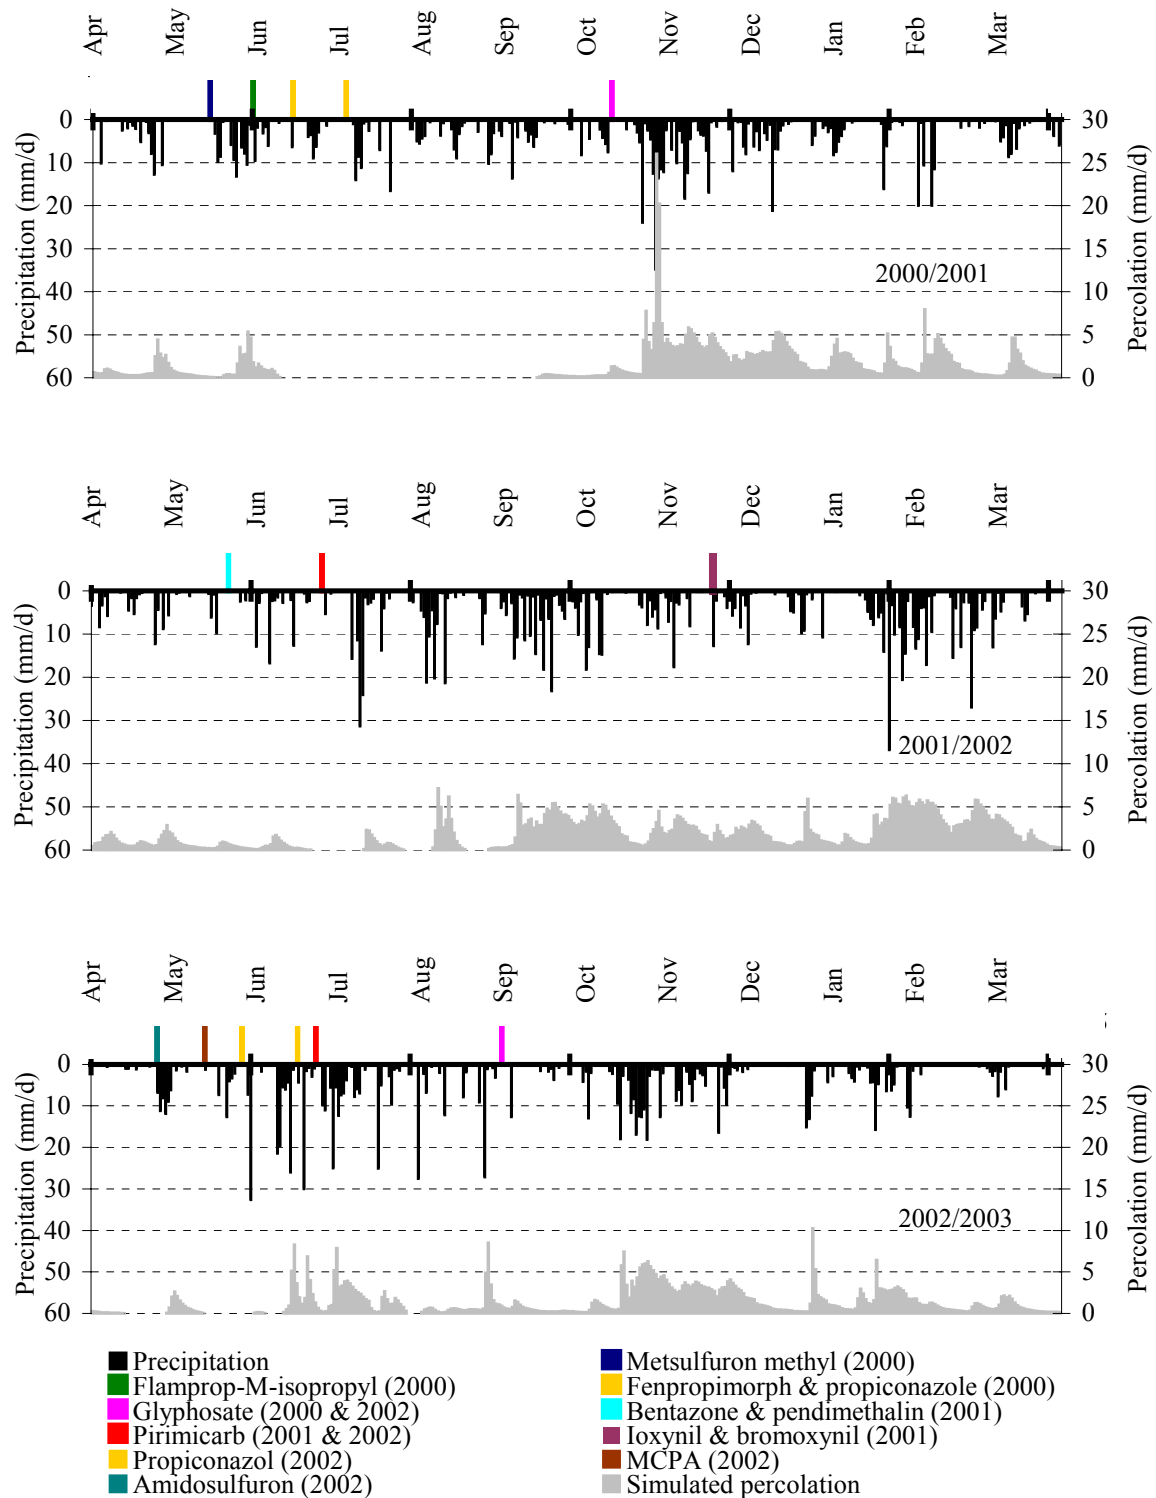 Apr May Jun Jul Aug Sep Oct Nov Dec Jan Feb Mar
Precipitation (mm/d)
0 10 20 30 40 50 60
30 25 20 15 10 5 0
Percolation (mm/d)
2000/2001
Apr May Jun Jul Aug Sep Oct Nov Dec Jan Feb Mar
Precipitation (mm/d)
0 10 20 30 40 50 60
30 25 20 15 10 5 0
Percolation (mm/d)
2001/2002
Apr May Jun Jul Aug Sep Oct Nov Dec Jan Feb Mar
Precipitation (mm/d)
0 10 20 30 40 50 60
30 25 20 15 10 5 0
Percolation (mm/d)
2002/2003
Precipitation
Metsulfuron methyl (2000)
Flamprop-M-isopropyl (2000)
Fenpropimorph & propiconazole (2000)
Glyphosate (2000 & 2002)
Bentazone & pendimethalin (2001)
Pirimicarb (2001 & 2002)
Ioxynil & bromoxynil (2001)
Propiconazol (2002)
MCPA (2002)
Amidosulfuron (2002)
Simulated percolation